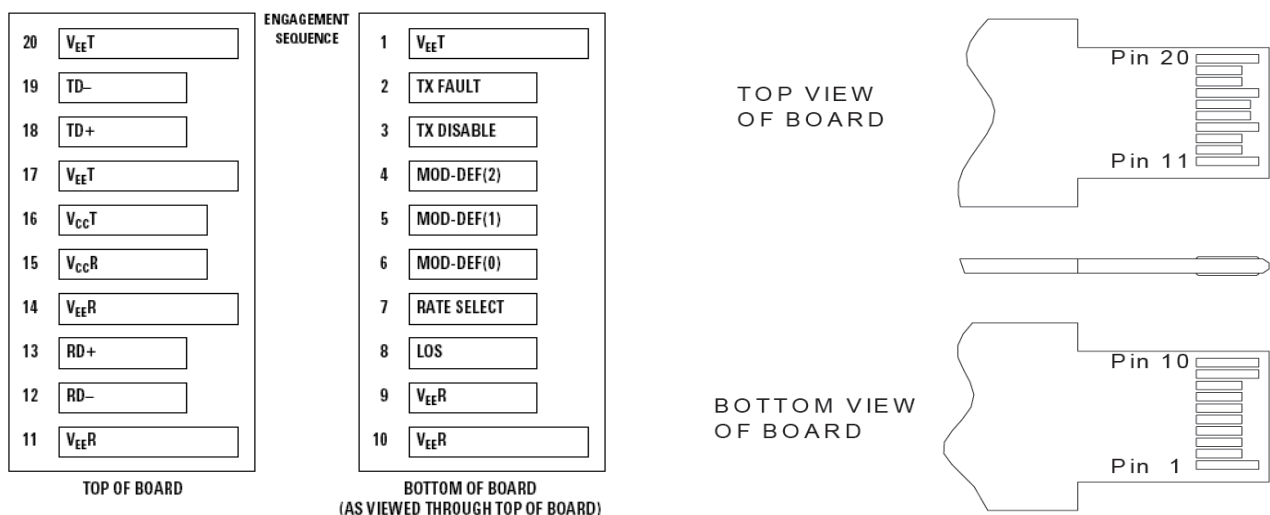 ENGAGEMENT
SEQUENCE
20 VEET
19 TD–
18 TD+
17 VEET
16 VCCT
15 VCCR
14 VEER
13 RD+
12 RD–
11 VEER
TOP OF BOARD
1 VEET
2 TX FAULT
3 TX DISABLE
4 MOD-DEF(2)
5 MOD-DEF(1)
6 MOD-DEF(0)
7 RATE SELECT
8 LOS
9 VEER
10 VEER
BOTTOM OF BOARD
(AS VIEWED THROUGH TOP OF BOARD)
TOP VIEW
OF BOARD
Pin 20
Pin 11
BOTTOM VIEW
OF BOARD
Pin 10
Pin 1